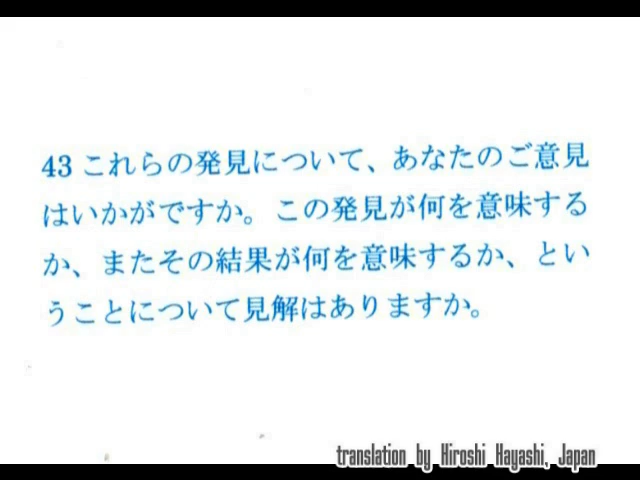 43 これらの発見について、あなたのご意見
はいかがですか。この発見が何を意味する
か、またその結果が何を意味するか、とい
うことについて見解はありますか。
translation by Hiroshi Hayashi, Japan